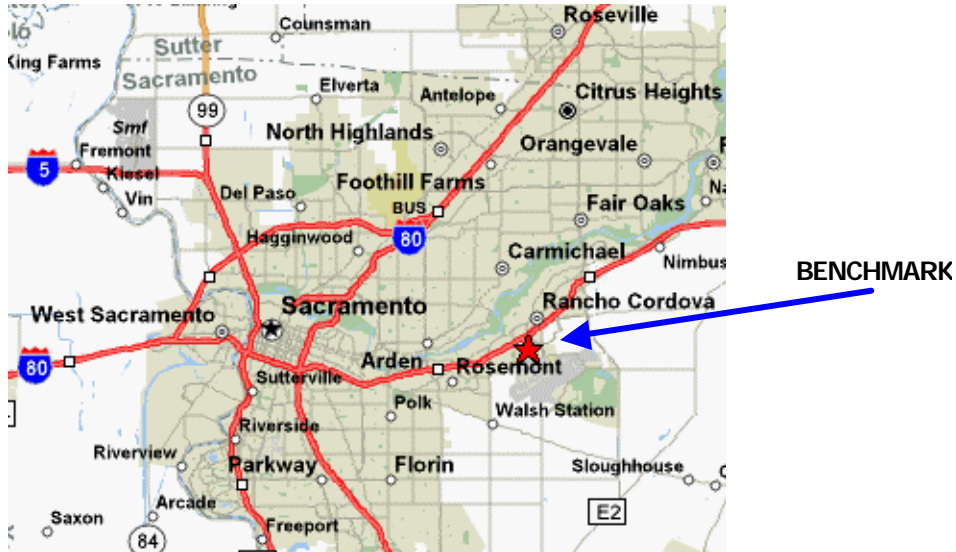 Counsman
Roseville
King Farms
Sutter
Sacramento
Elverta
Antelope
Citrus Heights
99
Smf
North Highlands
Orangevale
Fremont
5
Kiesel
Vin
Del Paso
Foothill Farms
BUS
80
Fair Oaks
Hagginwood
Carmichael
Nimbus
BENCHMARK
Sacramento
Rancho Cordova
West Sacramento
80
Arden
Rosemont
Sutterville
Polk
Walsh Station
Riverside
Riverview
Parkway
Florin
Sloughhouse
Arcade
E2
Saxon
84
Freeport